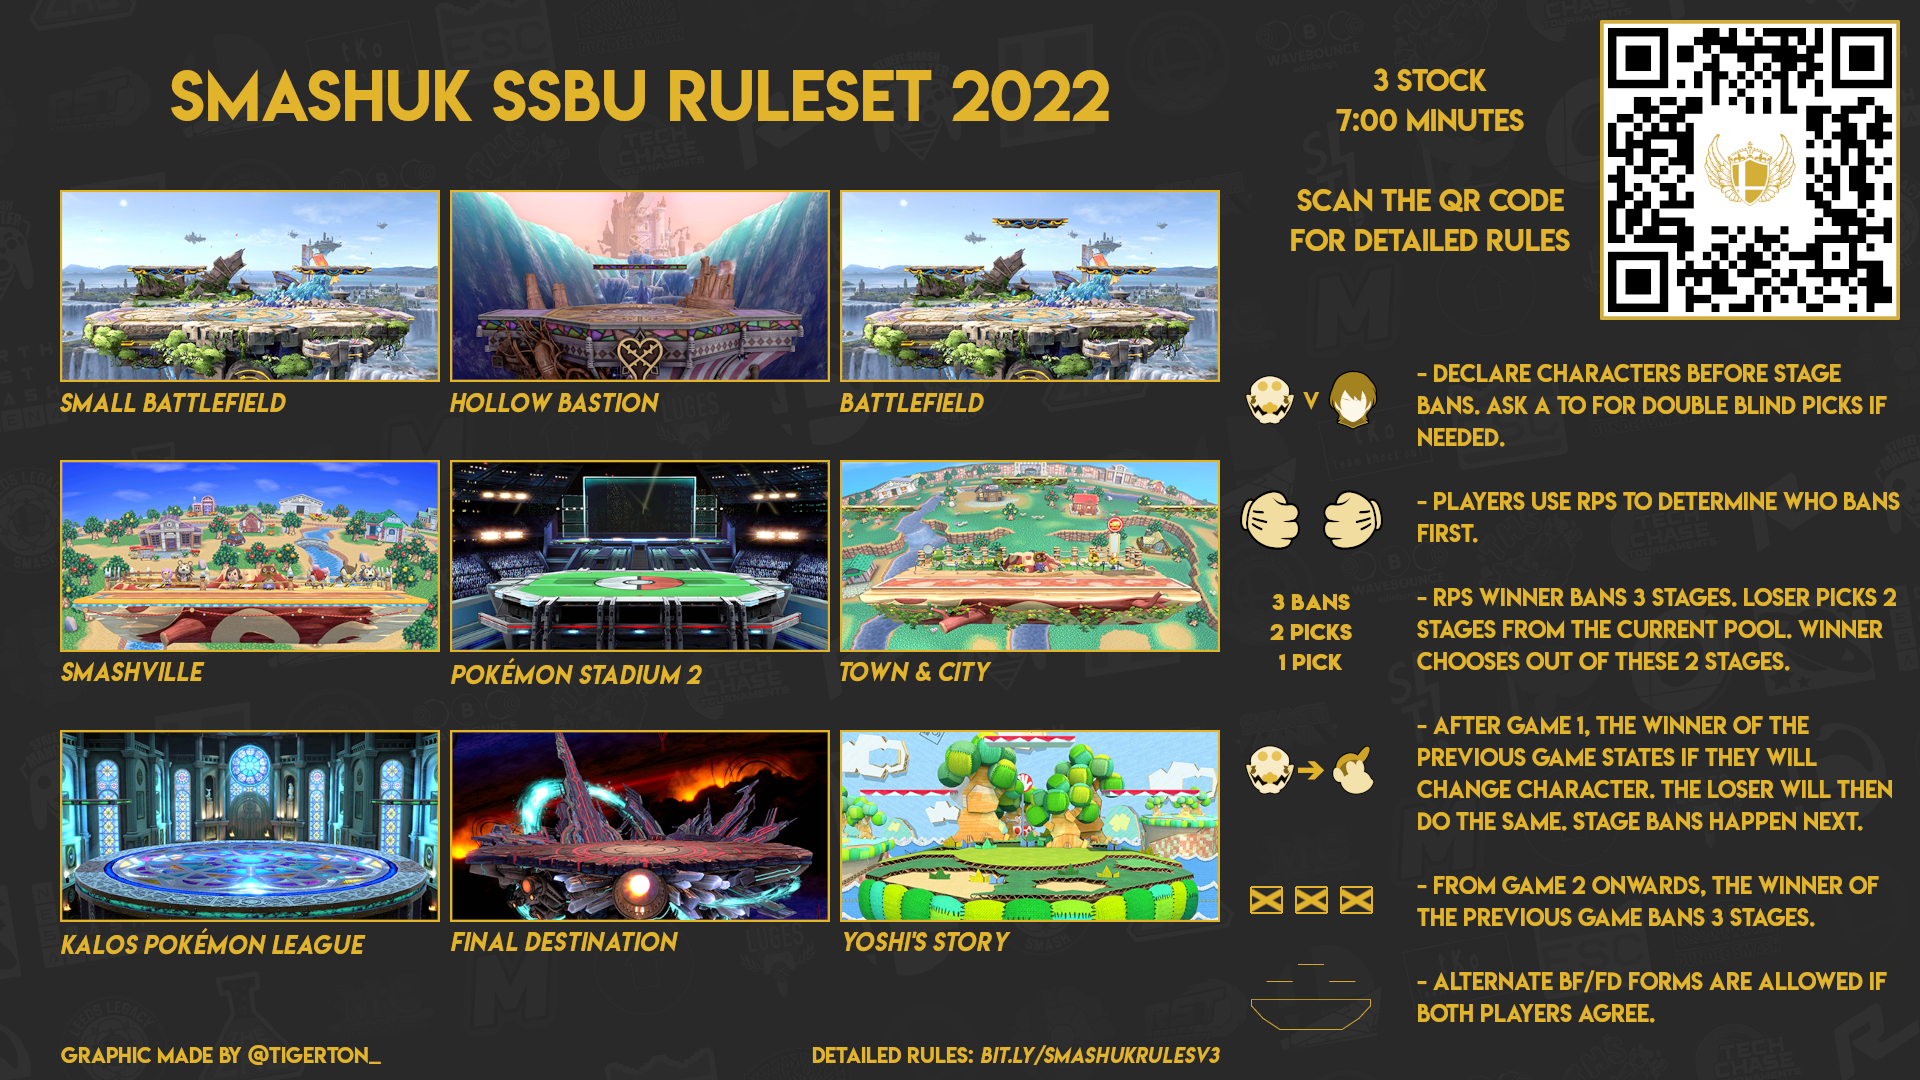 SMASHUK SSBU RULESET 2022
3 STOCK
7:00 MINUTES
SCAN THE QR CODE
FOR DETAILED RULES
SMALL BATTLEFIELD
HOLLOW BASTION
BATTLEFIELD
SMASHVILLE
POKÉMON STADIUM 2
TOWN & CITY
KALOS POKÉMON LEAGUE
FINAL DESTINATION
YOSHI'S STORY
V
- DECLARE CHARACTERS BEFORE STAGE
BANS. ASK A TO FOR DOUBLE BLIND PICKS IF
NEEDED.
- PLAYERS USE RPS TO DETERMINE WHO BANS
FIRST.
3 BANS
2 PICKS
1 PICK
- RPS WINNER BANS 3 STAGES. LOSER PICKS 2
STAGES FROM THE CURRENT POOL. WINNER
CHOOSES OUT OF THESE 2 STAGES.
- AFTER GAME 1, THE WINNER OF THE
PREVIOUS GAME STATES IF THEY WILL
CHANGE CHARACTER. THE LOSER WILL THEN
DO THE SAME. STAGE BANS HAPPEN NEXT.
- FROM GAME 2 ONWARDS, THE WINNER OF
THE PREVIOUS GAME BANS 3 STAGES.
- ALTERNATE BF/FD FORMS ARE ALLOWED IF
BOTH PLAYERS AGREE.
GRAPHIC MADE BY @TIGERTON_
DETAILED RULES: BIT.LY/SMASHUKRULESV3